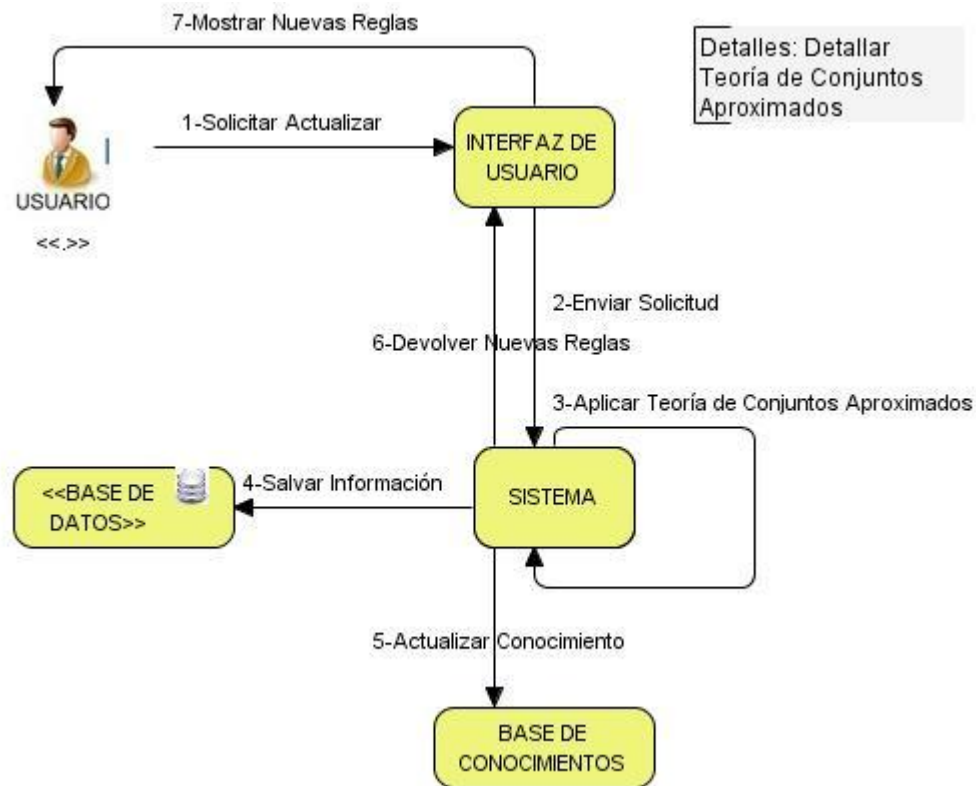 7-Mostrar Nuevas Reglas
Detalles: Detallar
Teoría de Conjuntos
Aproximados
1-Solicitar Actualizar
INTERFAZ DE
USUARIO
USUARIO
<<.>>
2-Enviar Solicitud
6-Devolver Nuevas Reglas
3-Aplicar Teoría de Conjuntos Aproximados
<<BASE DE
DATOS>>
4-Salvar Información
SISTEMA
5-Actualizar Conocimiento
BASE DE
CONOCIMIENTOS